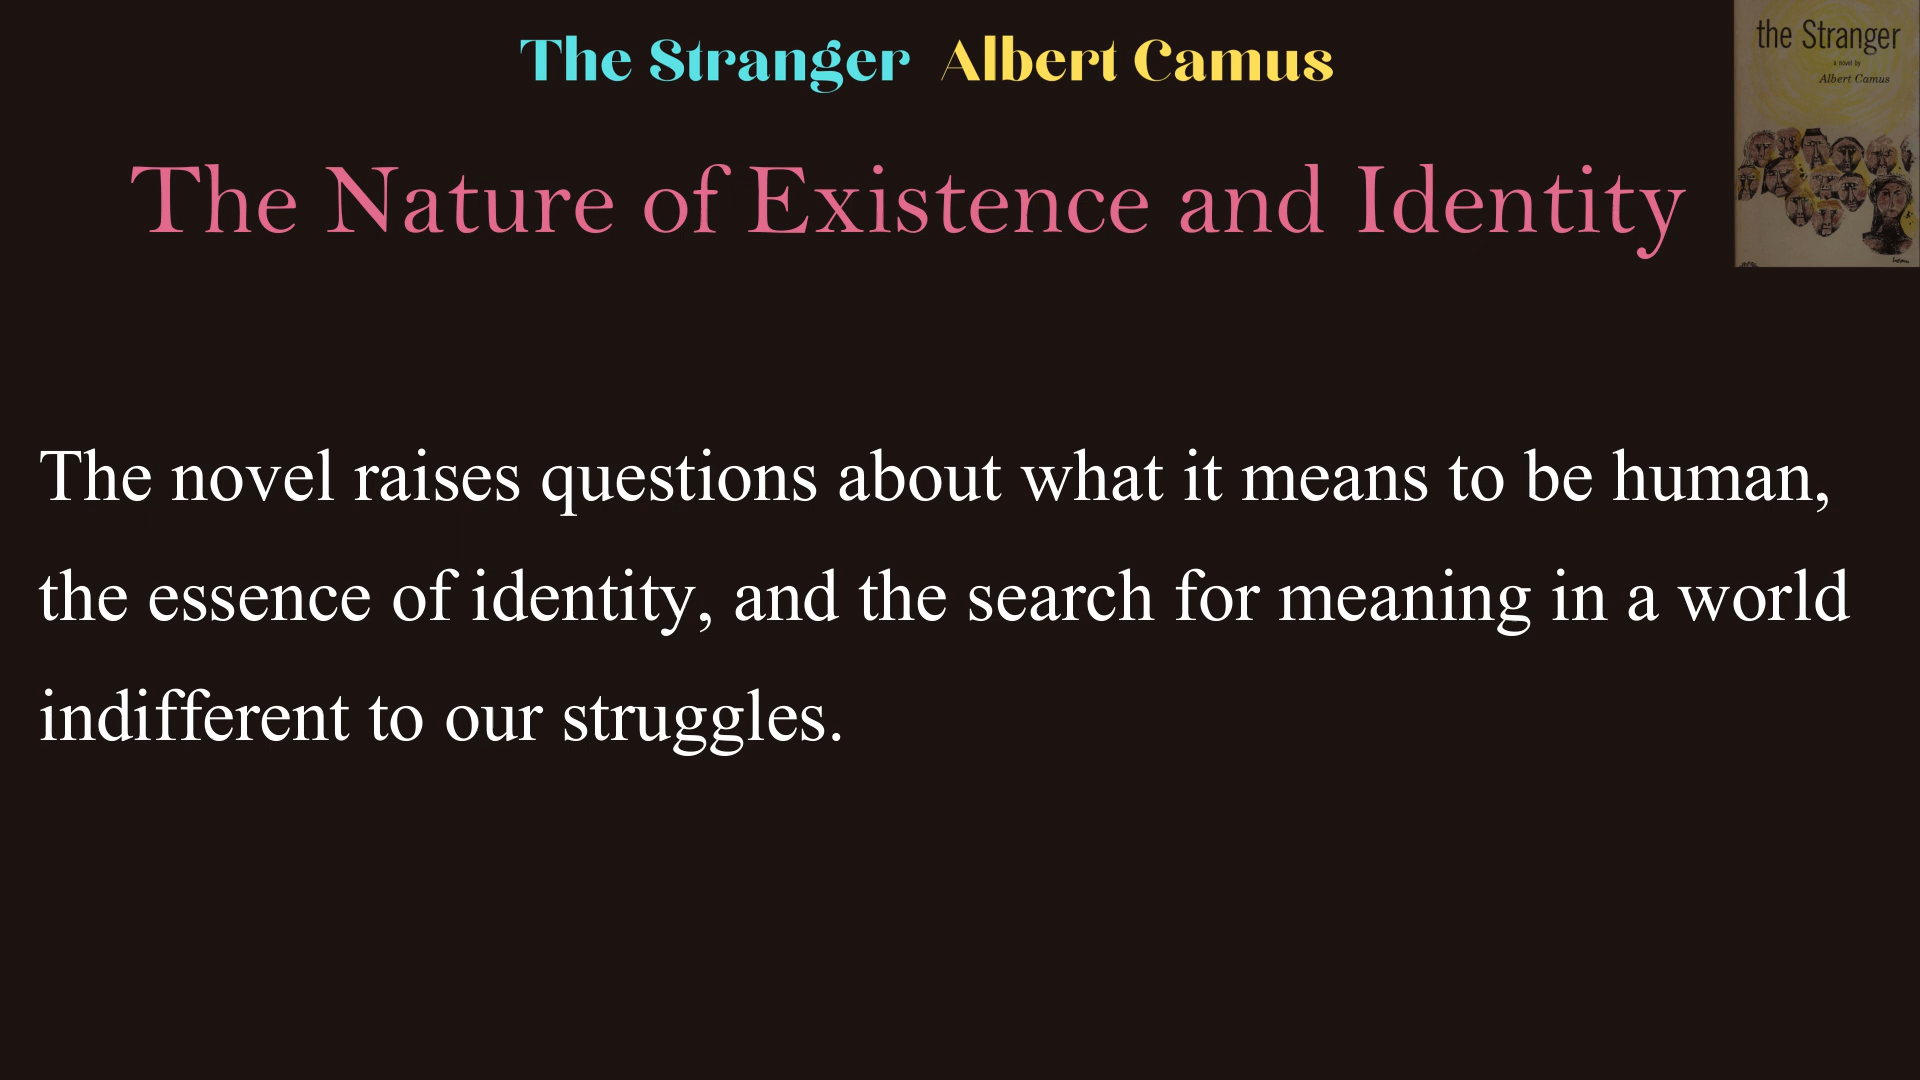 The Stranger Albert Camus
the Stranger
a novel by
Albert Camus
The Nature of Existence and Identity
The novel raises questions about what it means to be human,
the essence of identity, and the search for meaning in a world
indifferent to our struggles.